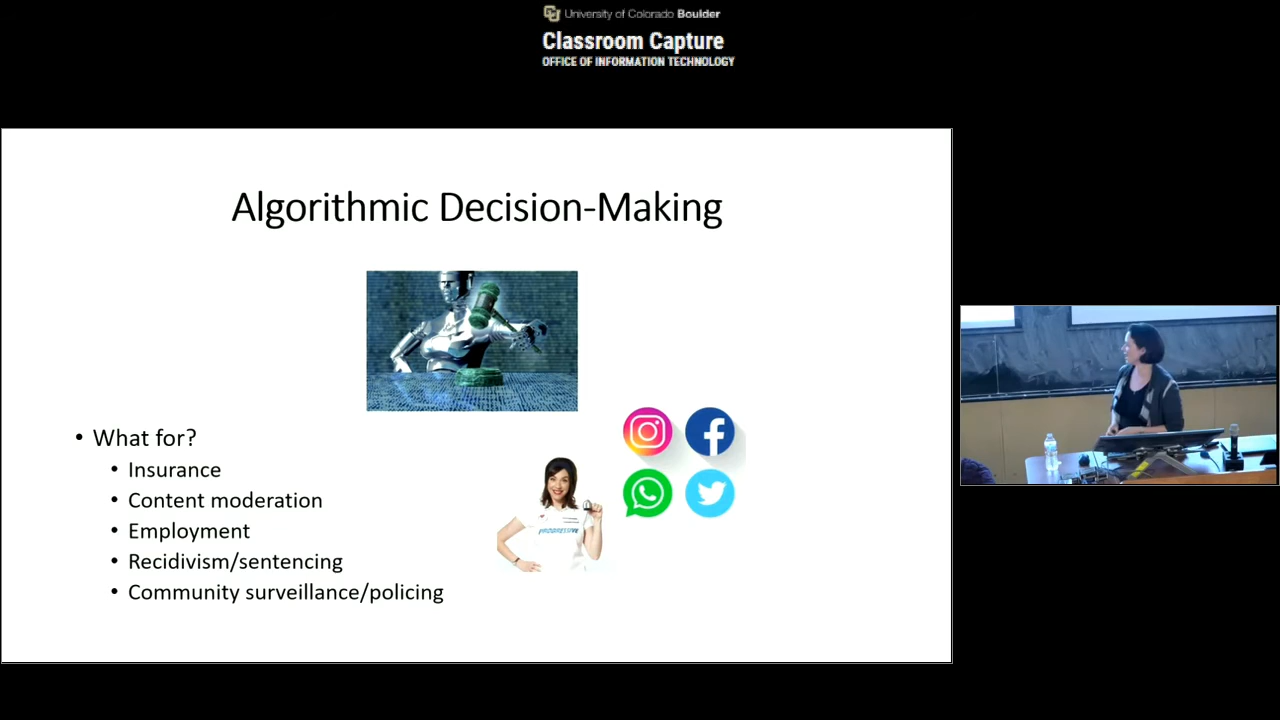 University of Colorado Boulder
Classroom Capture
OFFICE OF INFORMATION TECHNOLOGY
Algorithmic Decision-Making
• What for?
• Insurance
• Content moderation
• Employment
• Recidivism/sentencing
• Community surveillance/policing
PROGRESSIVE